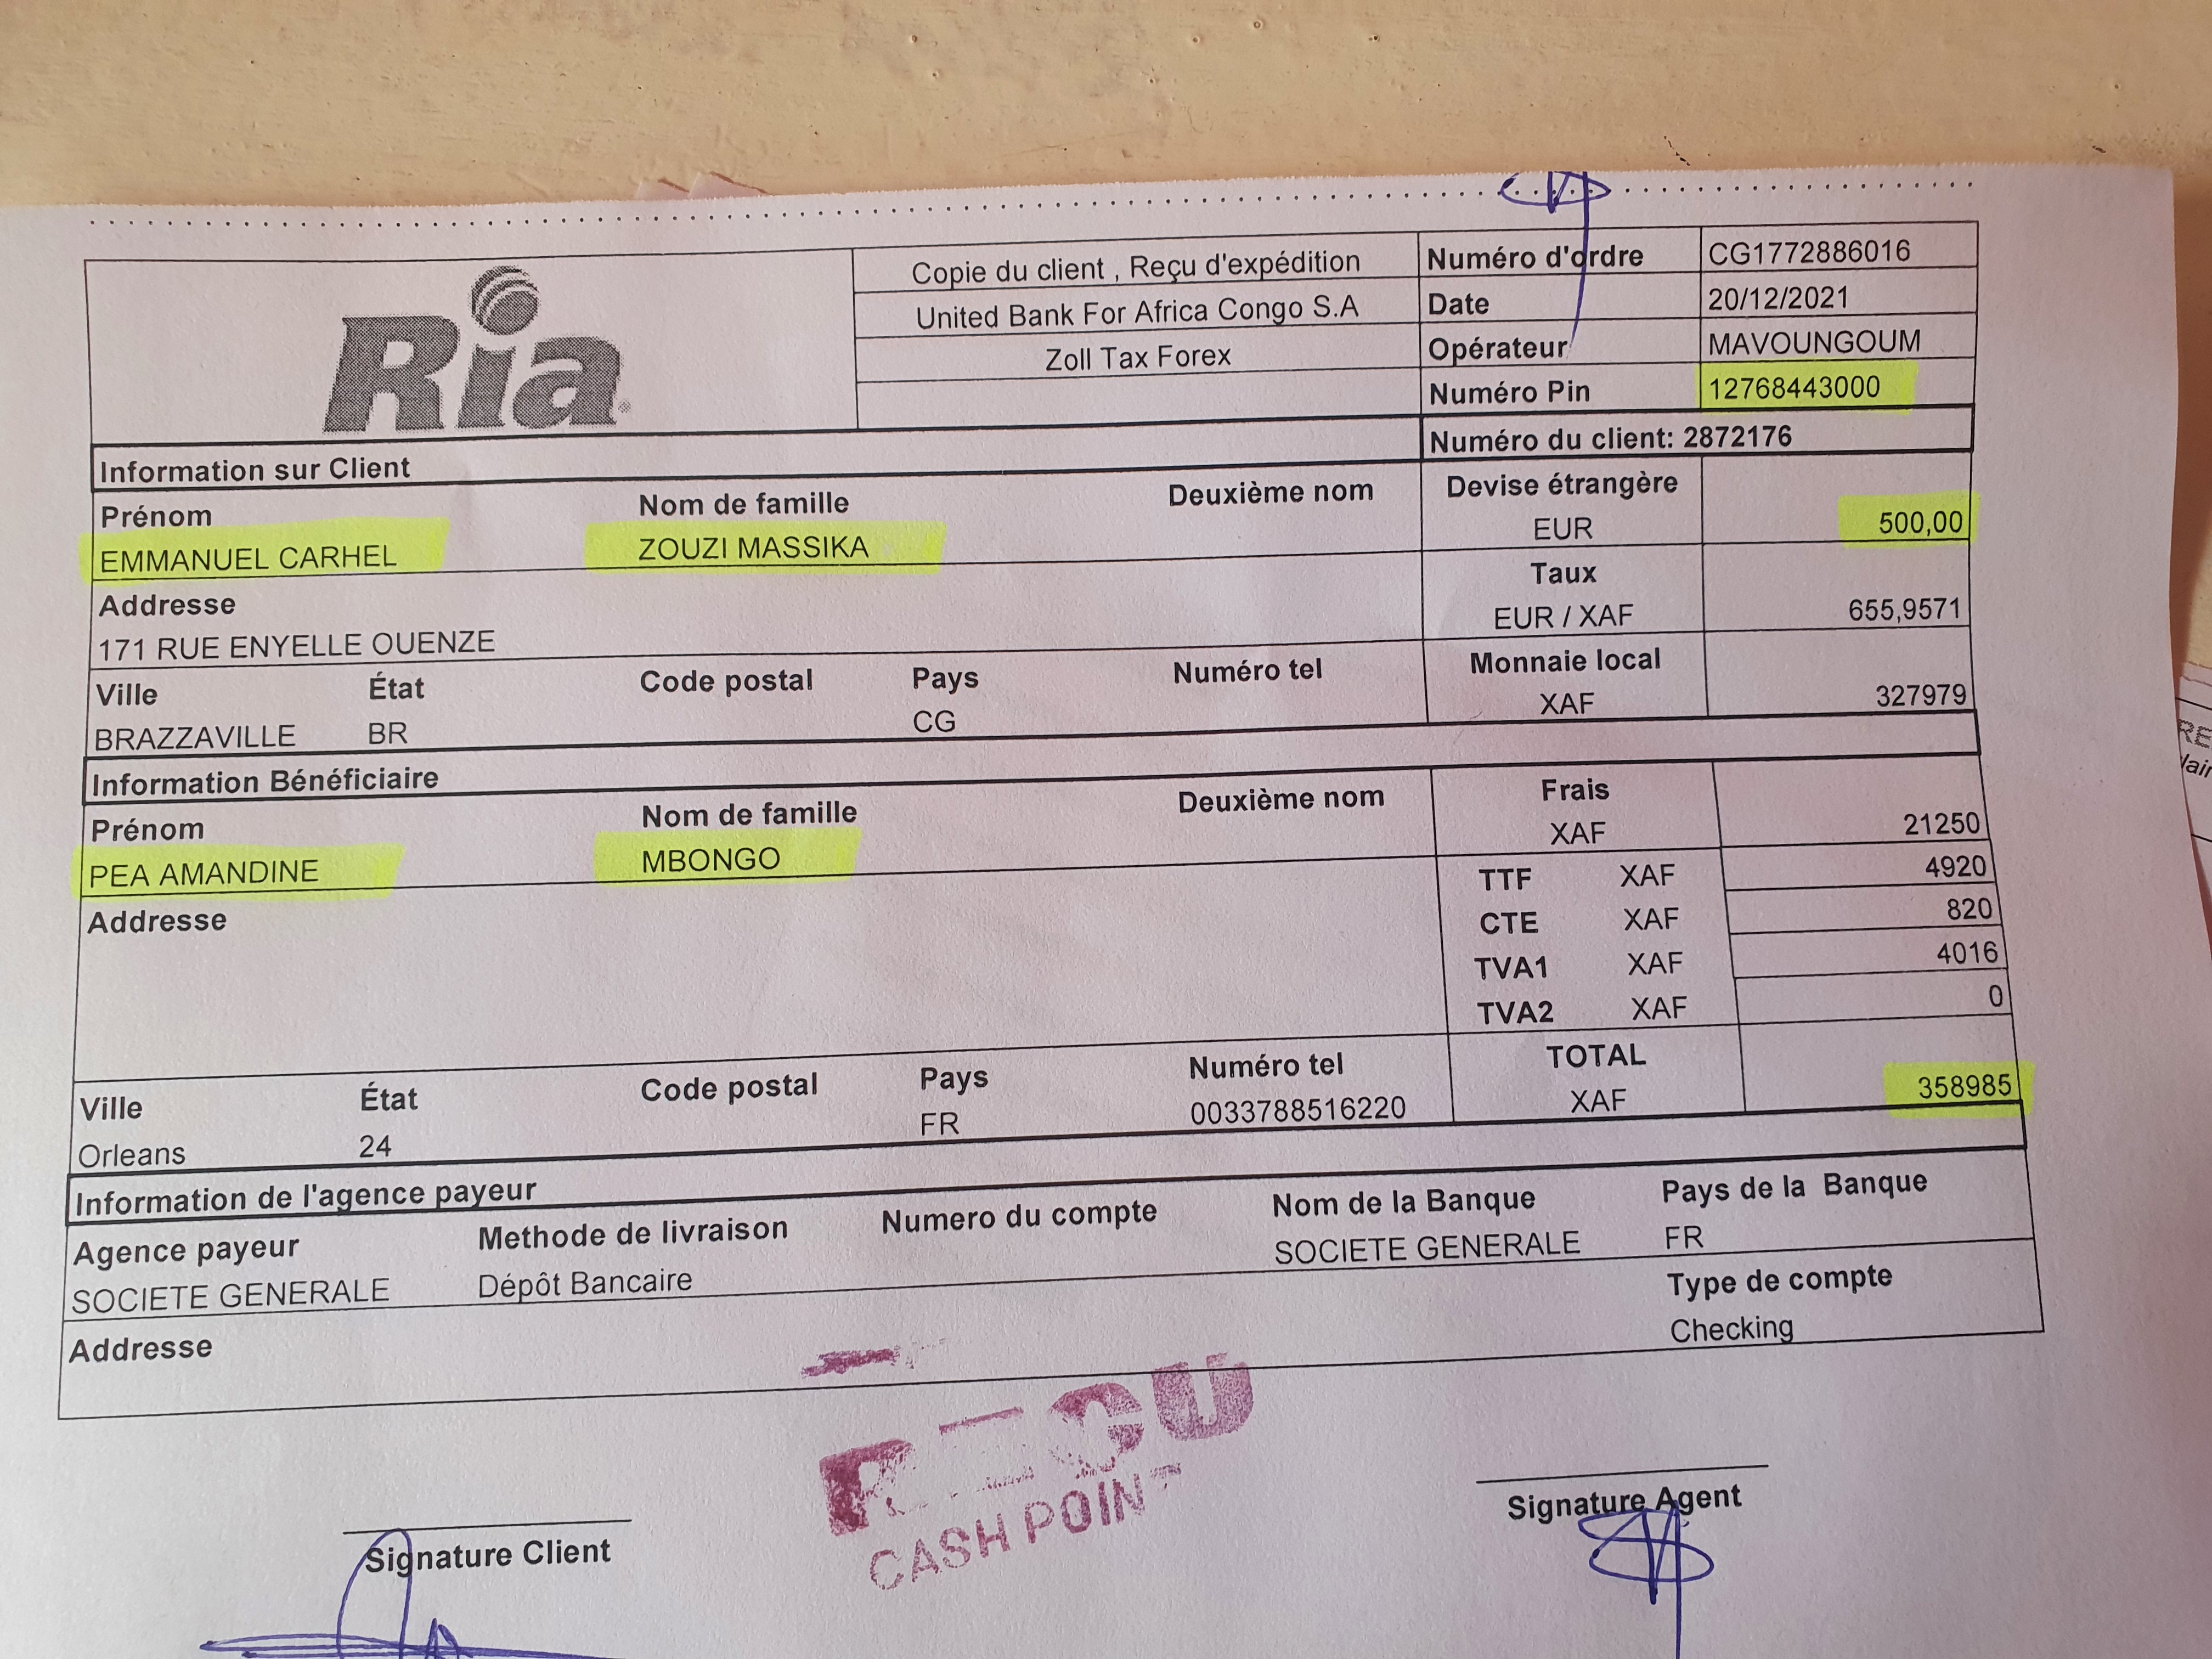 Ria
Copie du client , Reçu d'expédition
United Bank For Africa Congo S.A
Zoll Tax Forex
Numéro d'ordre CG1772886016
Date 20/12/2021
Opérateur MAVOUNGOUM
Numéro Pin 12768443000
Numéro du client: 2872176
Information sur Client
Prénom Nom de famille Deuxième nom
EMMANUEL CARHEL ZOUZI MASSIKA
Devise étrangère
EUR 500,00
Addresse
171 RUE ENYELLE OUENZE
Taux
EUR / XAF 655,9571
Ville État Code postal Pays Numéro tel
BRAZZAVILLE BR CG
Monnaie local
XAF 327979
Information Bénéficiaire
Prénom Nom de famille Deuxième nom
PEA AMANDINE MBONGO
Frais
XAF 21250
Addresse
TTF XAF 4920
CTE XAF 820
TVA1 XAF 4016
TVA2 XAF 0
Ville État Code postal Pays Numéro tel
Orleans 24 FR 0033788516220
TOTAL
XAF 358985
Information de l'agence payeur
Agence payeur Methode de livraison Numero du compte Nom de la Banque Pays de la Banque
SOCIETE GENERALE Dépôt Bancaire SOCIETE GENERALE FR
Addresse
Type de compte
Checking
REÇU
CASH POINT
Signature Client
Signature Agent